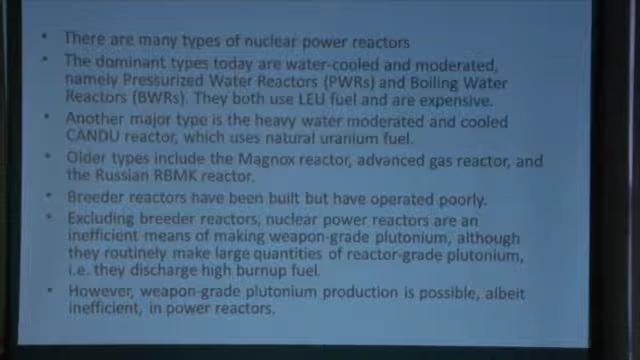 • There are many types of nuclear power reactors
• The dominant types today are water-cooled and moderated,
namely Pressurized Water Reactors (PWRs) and Boiling Water
Reactors (BWRs). They both use LEU fuel and are expensive.
• Another major type is the heavy water moderated and cooled
CANDU reactor, which uses natural uranium fuel.
• Older types include the Magnox reactor, advanced gas reactor, and
the Russian RBMK reactor.
• Breeder reactors have been built but have operated poorly.
• Excluding breeder reactors, nuclear power reactors are an
inefficient means of making weapon-grade plutonium, although
they routinely make large quantities of reactor-grade plutonium,
i.e. they discharge high burnup fuel.
• However, weapon-grade plutonium production is possible, albeit
inefficient, in power reactors.